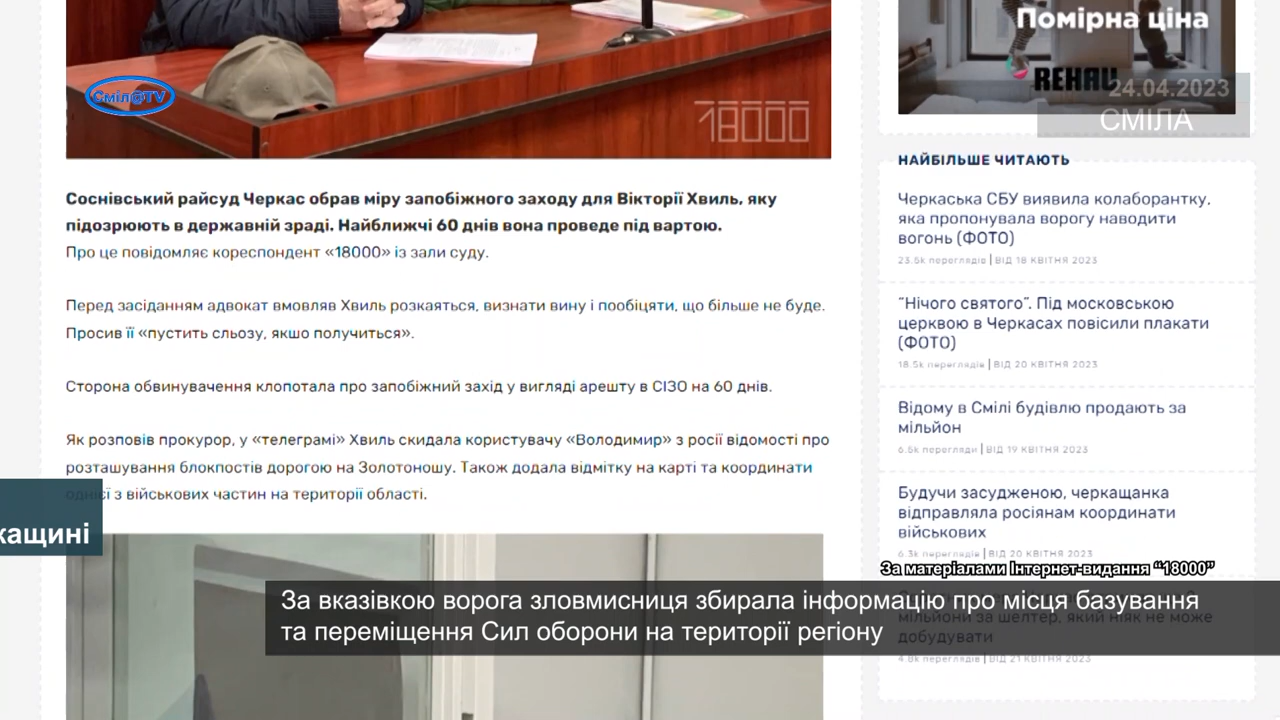 Помірна ціна
REHAU
24.04.2023
СМІЛА
Сміл@TV
18000
Соснівський райсуд Черкас обрав міру запобіжного заходу для Вікторії Хвиль, яку
підозрюють в державній зраді. Найближчі 60 днів вона проведе під вартою.
Про це повідомляє кореспондент «18000» із зали суду.
Перед засіданням адвокат вмовляв Хвиль розкаяться, визнати вину і пообіцяти, що більше не буде.
Просив її «пустить сльозу, якшо получиться».
Сторона обвинувачення клопотала про запобіжний захід у вигляді арешту в СІЗО на 60 днів.
Як розповів прокурор, у «телеграмі» Хвиль скидала користувачу «Володимир» з росії відомості про
розташування блокпостів дорогою на Золотоношу. Також додала відмітку на карті та координати
однієї з військових частин на території області.
НАЙБІЛЬШЕ ЧИТАЮТЬ
Черкаська СБУ виявила колаборантку,
яка пропонувала ворогу наводити
вогонь (ФОТО)
23.5k переглядів | ВІД 18 КВІТНЯ 2023
“Нічого святого”. Під московською
церквою в Черкасах повісили плакати
(ФОТО)
18.5k переглядів | ВІД 20 КВІТНЯ 2023
Відому в Смілі будівлю продають за
мільйон
6.6k перегляди | ВІД 19 КВІТНЯ 2023
Будучи засудженою, черкащанка
відправляла росіянам координати
військових
6.3k переглядів | ВІД 20 КВІТНЯ 2023
За матеріалами Інтернет-видання “18000”
мільйони за шелтер, який ніяк не може
добудувати
4.8k переглядів | ВІД 21 КВІТНЯ 2023
кащині
За вказівкою ворога зловмисниця збирала інформацію про місця базування
та переміщення Сил оборони на території регіону